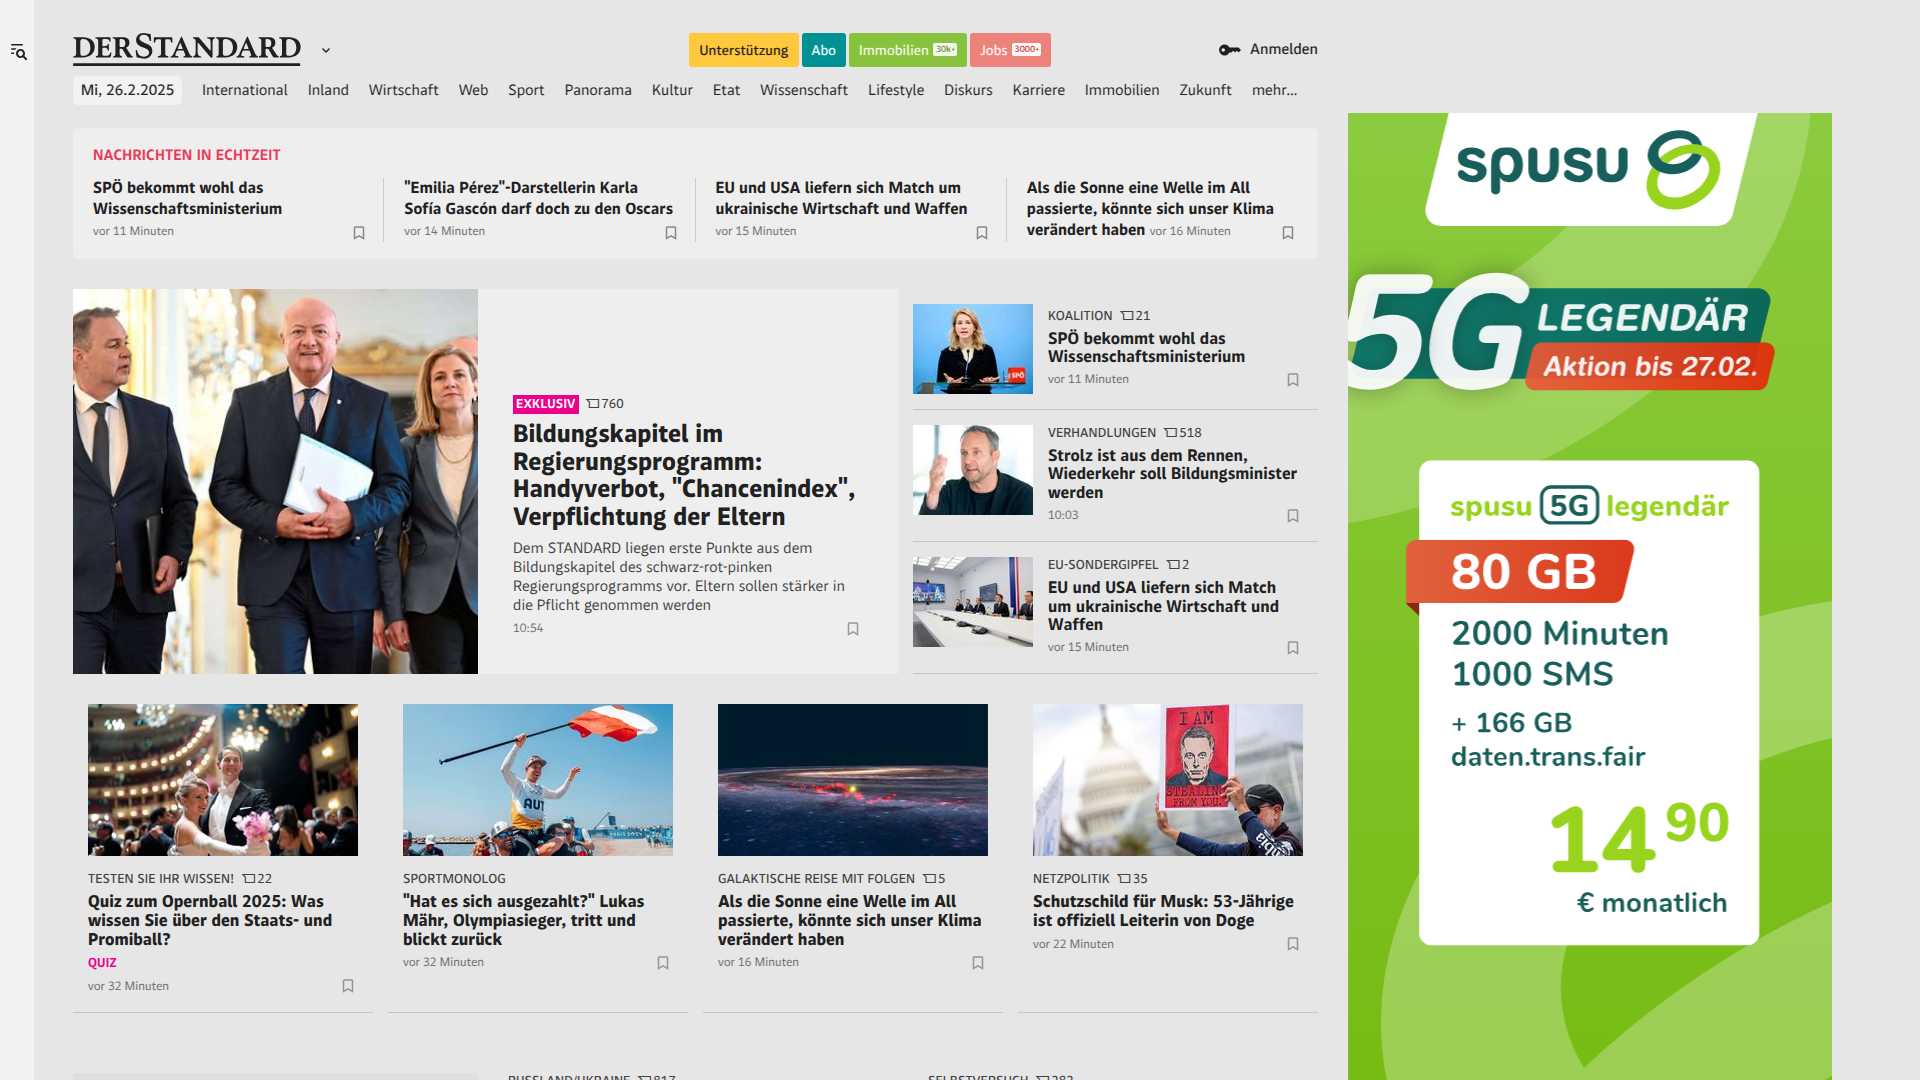 DERSTANDARD
Unterstützung
Abo
Immobilien 30k+
Jobs 3000+
Anmelden
Mi, 26.2.2025
International
Inland
Wirtschaft
Web
Sport
Panorama
Kultur
Etat
Wissenschaft
Lifestyle
Diskurs
Karriere
Immobilien
Zukunft
mehr...
NACHRICHTEN IN ECHTZEIT
SPÖ bekommt wohl das
Wissenschaftsministerium
vor 11 Minuten
"Emilia Pérez"-Darstellerin Karla
Sofía Gascón darf doch zu den Oscars
vor 14 Minuten
EU und USA liefern sich Match um
ukrainische Wirtschaft und Waffen
vor 15 Minuten
Als die Sonne eine Welle im All
passierte, könnte sich unser Klima
verändert haben vor 16 Minuten
EXKLUSIV 760
Bildungskapitel im
Regierungsprogramm:
Handyverbot, "Chancenindex",
Verpflichtung der Eltern
Dem STANDARD liegen erste Punkte aus dem
Bildungskapitel des schwarz-rot-pinken
Regierungsprogramms vor. Eltern sollen stärker in
die Pflicht genommen werden
10:54
SPÖ
KOALITION 21
SPÖ bekommt wohl das
Wissenschaftsministerium
vor 11 Minuten
VERHANDLUNGEN 518
Strolz ist aus dem Rennen,
Wiederkehr soll Bildungsminister
werden
10:03
EU-SONDERGIPFEL 2
EU und USA liefern sich Match
um ukrainische Wirtschaft und
Waffen
vor 15 Minuten
TESTEN SIE IHR WISSEN! 22
Quiz zum Opernball 2025: Was
wissen Sie über den Staats- und
Promiball?
QUIZ
vor 32 Minuten
AUT
SPORTMONOLOG
"Hat es sich ausgezahlt?" Lukas
Mähr, Olympiasieger, tritt und
blickt zurück
vor 32 Minuten
GALAKTISCHE REISE MIT FOLGEN 5
Als die Sonne eine Welle im All
passierte, könnte sich unser Klima
verändert haben
vor 16 Minuten
I AM
STEALING
FROM YOU.
NETZPOLITIK 35
Schutzschild für Musk: 53-Jährige
ist offiziell Leiterin von Doge
vor 22 Minuten
RUSSLAND/UKRAINE 817
SELBSTVERSUCH 282
spusu
5G LEGENDÄR
Aktion bis 27.02.
spusu 5G legendär
80 GB
2000 Minuten
1000 SMS
+ 166 GB
daten.trans.fair
14 90
€ monatlich